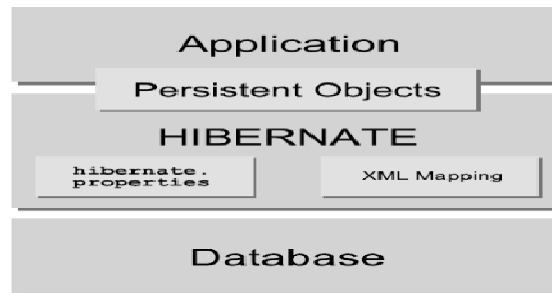 Application
Persistent Objects
HIBERNATE
hibernate.
properties
XML Mapping
Database